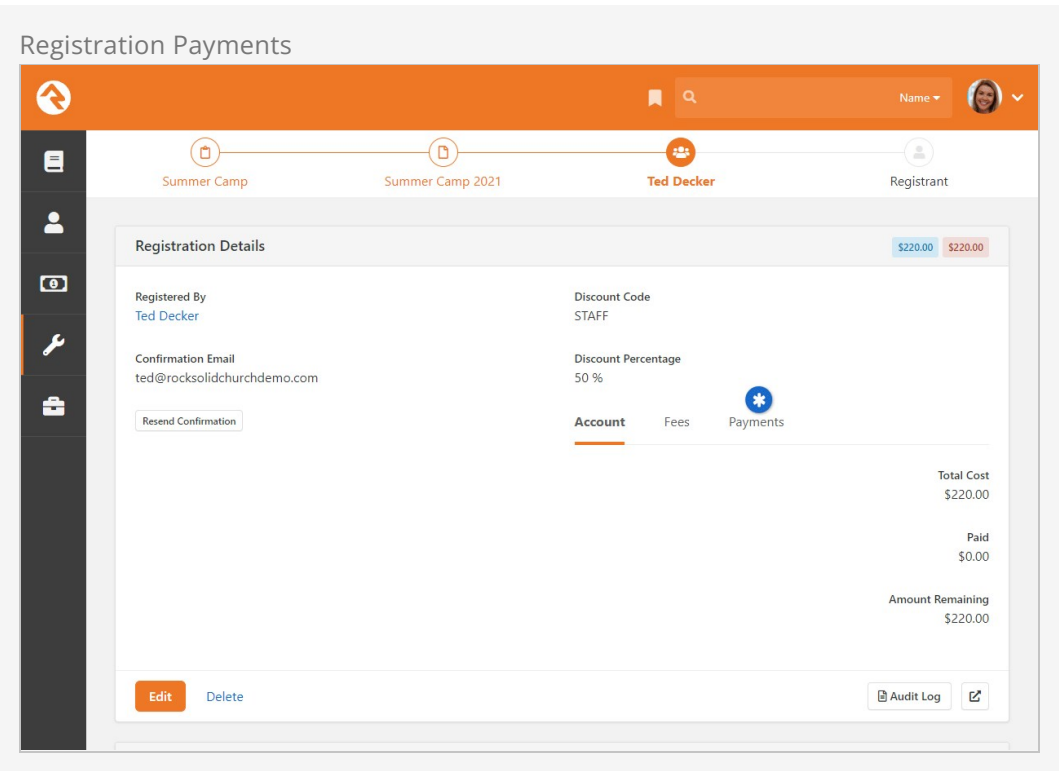 Registration Payments
Name
Summer Camp
Summer Camp 2021
Ted Decker
Registrant
Registration Details
$220.00 $220.00
Registered By
Ted Decker
Confirmation Email
ted@rocksolidchurchdemo.com
Resend Confirmation
Discount Code
STAFF
Discount Percentage
50 %
Account Fees Payments
Total Cost
$220.00
Paid
$0.00
Amount Remaining
$220.00
Edit Delete
Audit Log